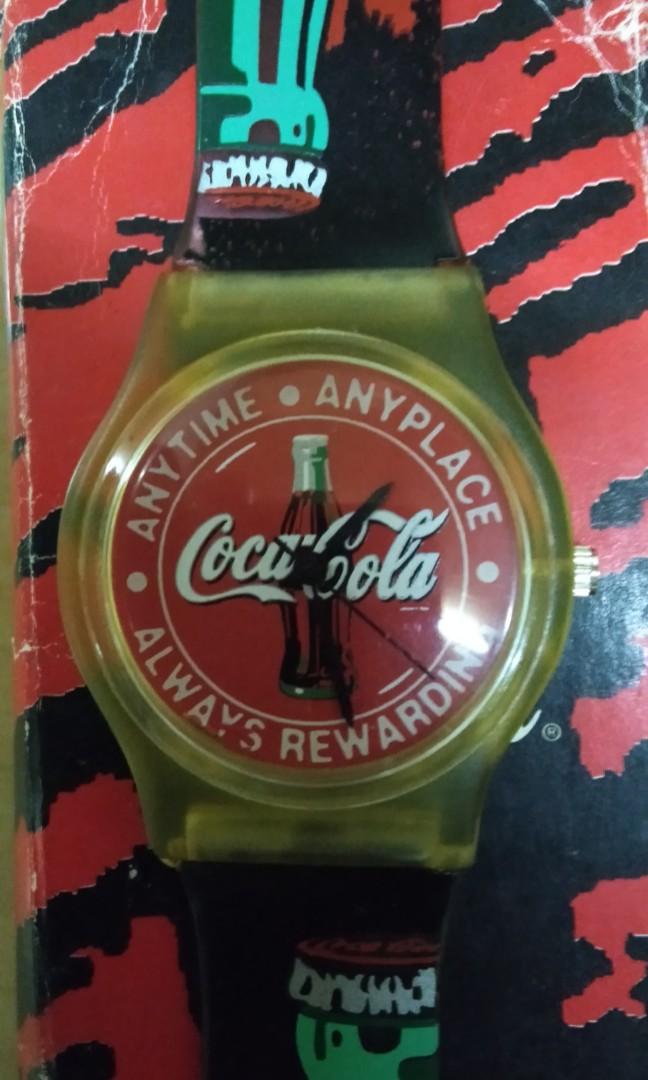 ANYTIME • ANYPLACE
Coca-Cola
ALWAYS REWARDING
®